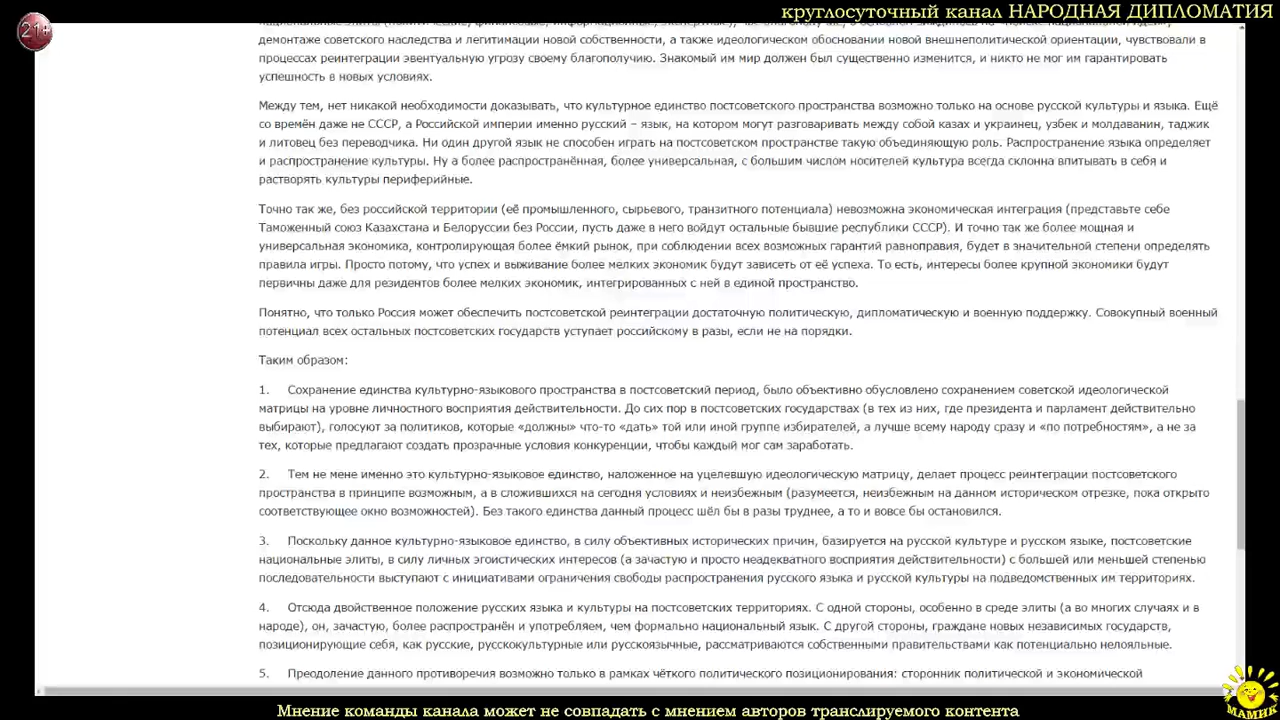 круглосуточный канал НАРОДНАЯ ДИПЛОМАТИЯ
21+
демонтаже советского наследства и легитимации новой собственности, а также идеологическом обосновании новой внешнеполитической ориентации, чувствовали в
процессах реинтеграции эвентуальную угрозу своему благополучию. Знакомый им мир должен был существенно изменится, и никто не мог им гарантировать
успешность в новых условиях.
Между тем, нет никакой необходимости доказывать, что культурное единство постсоветского пространства возможно только на основе русской культуры и языка. Ещё
со времён даже не СССР, а Российской империи именно русский – язык, на котором могут разговаривать между собой казах и украинец, узбек и молдаванин, таджик
и литовец без переводчика. Ни один другой язык не способен играть на постсоветском пространстве такую объединяющую роль. Распространение языка определяет
и распространение культуры. Ну а более распространённая, более универсальная, с большим числом носителей культура всегда склонна впитывать в себя и
растворять культуры периферийные.
Точно так же, без российской территории (её промышленного, сырьевого, транзитного потенциала) невозможна экономическая интеграция (представьте себе
Таможенный союз Казахстана и Белоруссии без России, пусть даже в него войдут остальные бывшие республики СССР). И точно так же более мощная и
универсальная экономика, контролирующая более ёмкий рынок, при соблюдении всех возможных гарантий равноправия, будет в значительной степени определять
правила игры. Просто потому, что успех и выживание более мелких экономик будут зависеть от её успеха. То есть, интересы более крупной экономики будут
первичны даже для резидентов более мелких экономик, интегрированных с ней в единой пространство.
Понятно, что только Россия может обеспечить постсоветской реинтеграции достаточную политическую, дипломатическую и военную поддержку. Совокупный военный
потенциал всех остальных постсоветских государств уступает российскому в разы, если не на порядки.
Таким образом:
1. Сохранение единства культурно-языкового пространства в постсоветский период, было объективно обусловлено сохранением советской идеологической
матрицы на уровне личностного восприятия действительности. До сих пор в постсоветских государствах (в тех из них, где президента и парламент действительно
выбирают), голосуют за политиков, которые «должны» что-то «дать» той или иной группе избирателей, а лучше всему народу сразу и «по потребностям», а не за
тех, которые предлагают создать прозрачные условия конкуренции, чтобы каждый мог сам заработать.
2. Тем не мене именно это культурно-языковое единство, наложенное на уцелевшую идеологическую матрицу, делает процесс реинтеграции постсоветского
пространства в принципе возможным, а в сложившихся на сегодня условиях и неизбежным (разумеется, неизбежным на данном историческом отрезке, пока открыто
соответствующее окно возможностей). Без такого единства данный процесс шёл бы в разы труднее, а то и вовсе бы остановился.
3. Поскольку данное культурно-языковое единство, в силу объективных исторических причин, базируется на русской культуре и русском языке, постсоветские
национальные элиты, в силу личных эгоистических интересов (а зачастую и просто неадекватного восприятия действительности) с большей или меньшей степенью
последовательности выступают с инициативами ограничения свободы распространения русского языка и русской культуры на подведомственных им территориях.
4. Отсюда двойственное положение русских языка и культуры на постсоветских территориях. С одной стороны, особенно в среде элиты (а во многих случаях и в
народе), он, зачастую, более распространён и употребляем, чем формально национальный язык. С другой стороны, граждане новых независимых государств,
позиционирующие себя, как русские, русскокультурные или русскоязычные, рассматриваются собственными правительствами как потенциально нелояльные.
5. Преодоление данного противоречия возможно только в рамках чёткого политического позиционирования: сторонник политической и экономической
МАМИК
Мнение команды канала может не совпадать с мнением авторов транслируемого контента